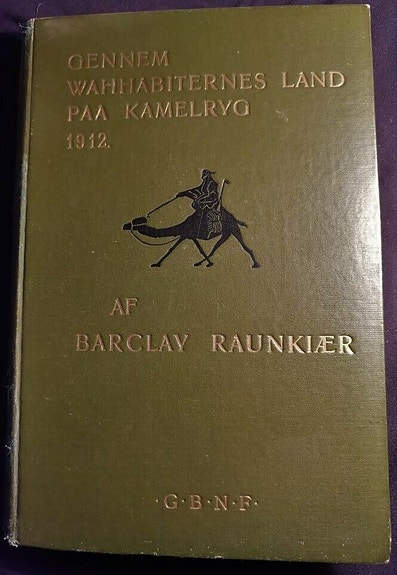 GENNEM
WAHHABITERNES LAND
PAA KAMELRYG
1912.
AF
BARCLAY RAUNKIÆR
·G·B·N·F·